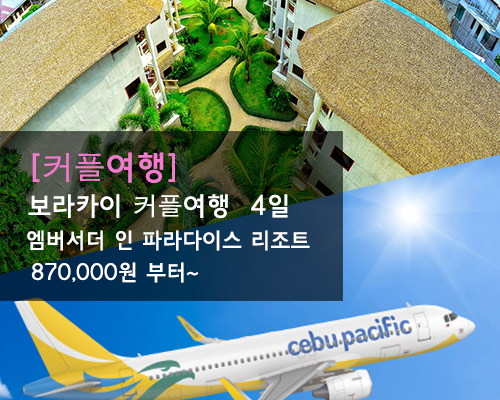 [커플여행]
보라카이 커플여행 4일
엠버서더 인 파라다이스 리조트
870,000원 부터~
cebu pacific